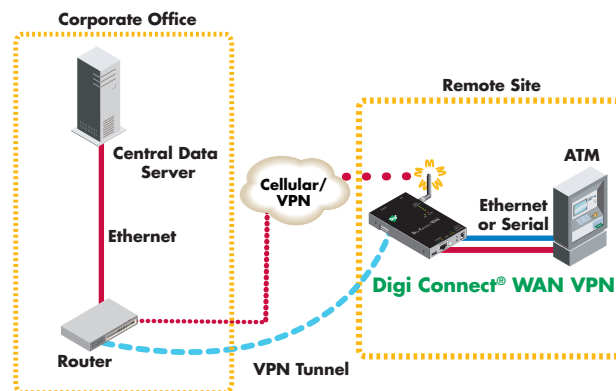 Corporate Office
Central Data
Server
Ethernet
Router
Cellular/
VPN
VPN Tunnel
Remote Site
ATM
Ethernet
or Serial
Digi Connect® WAN VPN